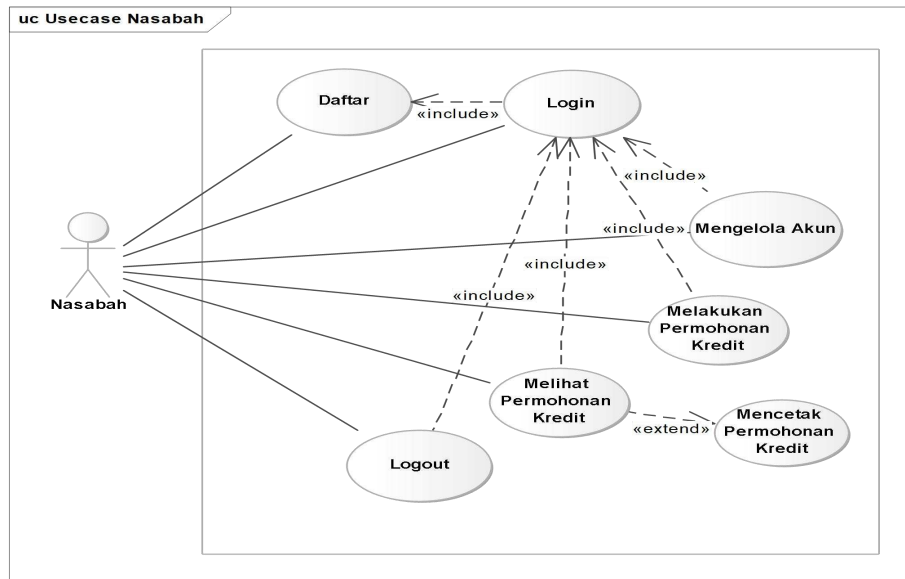 uc Usecase Nasabah
Daftar
Login
«include»
«include»
Mengelola Akun
«include»
«include»
«include»
Nasabah
Melakukan
Permohonan
Kredit
Melihat
Permohonan
Kredit
«extend»
Mencetak
Permohonan
Kredit
Logout